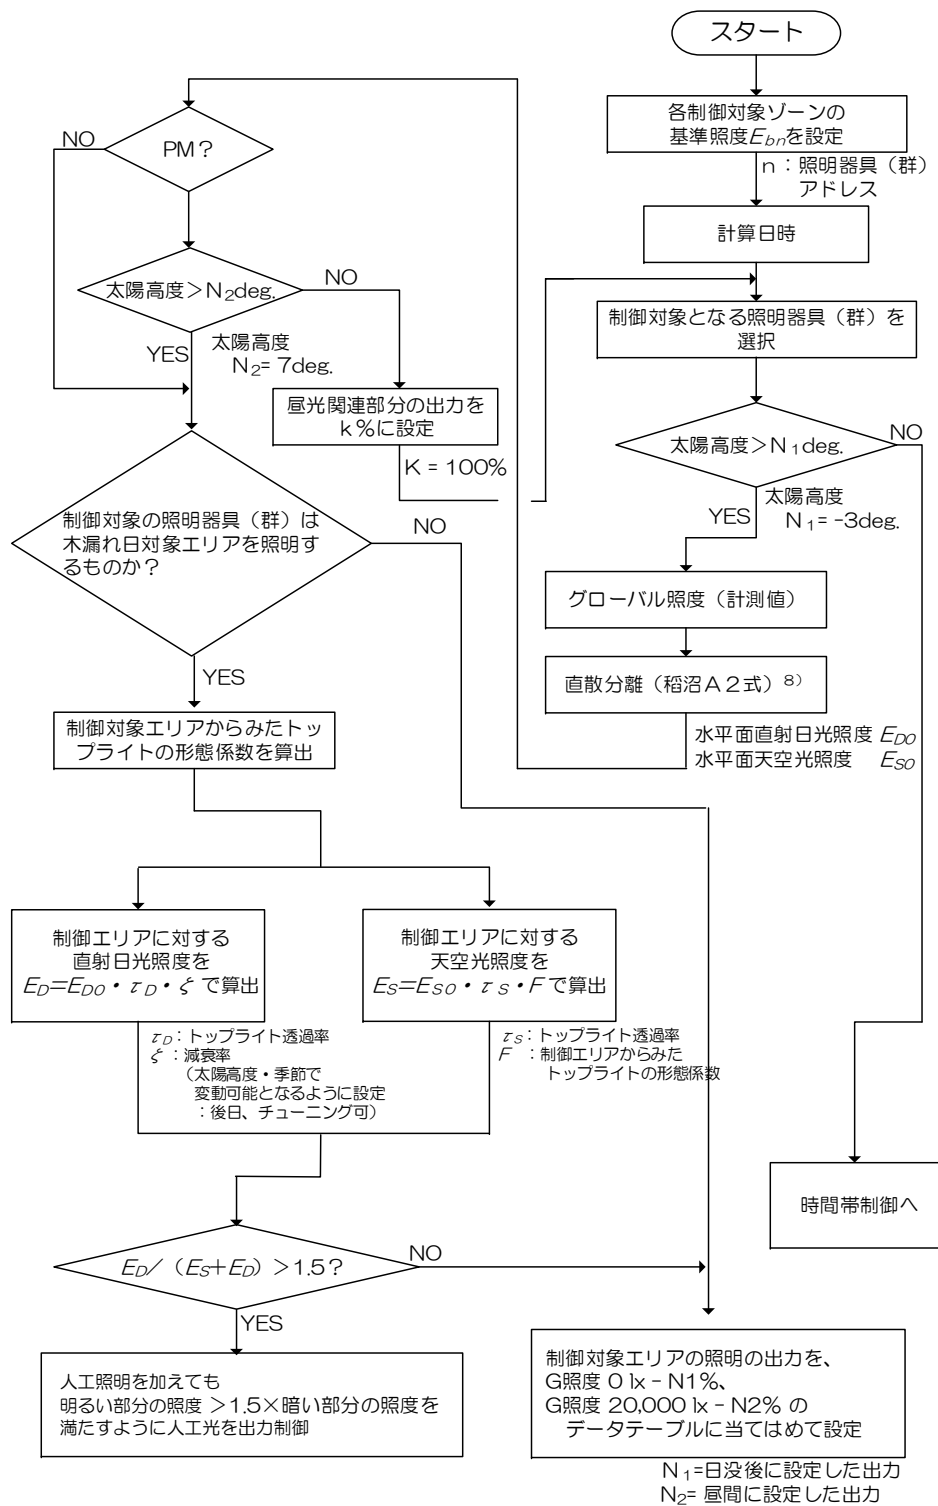 スタート
各制御対象ゾーンの
基準照度Ebnを設定
n：照明器具（群）
アドレス
計算日時
制御対象となる照明器具（群）を
選択
太陽高度＞N1deg.
NO
YES
太陽高度
N1= -3deg.
グローバル照度（計測値）
直散分離（稲沼A2式）8）
水平面直射日光照度 EDO
水平面天空光照度 ESO
時間帯制御へ
PM？
NO
太陽高度＞N2deg.
NO
YES
太陽高度
N2= 7deg.
昼光関連部分の出力を
k％に設定
K = 100%
制御対象の照明器具（群）は
木漏れ日対象エリアを照明す
るものか？
NO
YES
制御対象エリアからみたトッ
プライトの形態係数を算出
制御エリアに対する
直射日光照度を
ED=EDO・τD・ζ で算出
制御エリアに対する
天空光照度を
ES=ESO・τS・F で算出
τD：トップライト透過率
ζ ：減衰率
（太陽高度・季節で
変動可能となるように設定
：後日、チューニング可）
τS：トップライト透過率
F ：制御エリアからみた
トップライトの形態係数
ED/（ES+ED）＞1.5？
NO
YES
人工照明を加えても
明るい部分の照度 ＞1.5×暗い部分の照度を
満たすように人工光を出力制御
制御対象エリアの照明の出力を、
G照度 0 lx - N1%、
G照度 20,000 lx - N2% の
データテーブルに当てはめて設定
N1=日没後に設定した出力
N2= 昼間に設定した出力